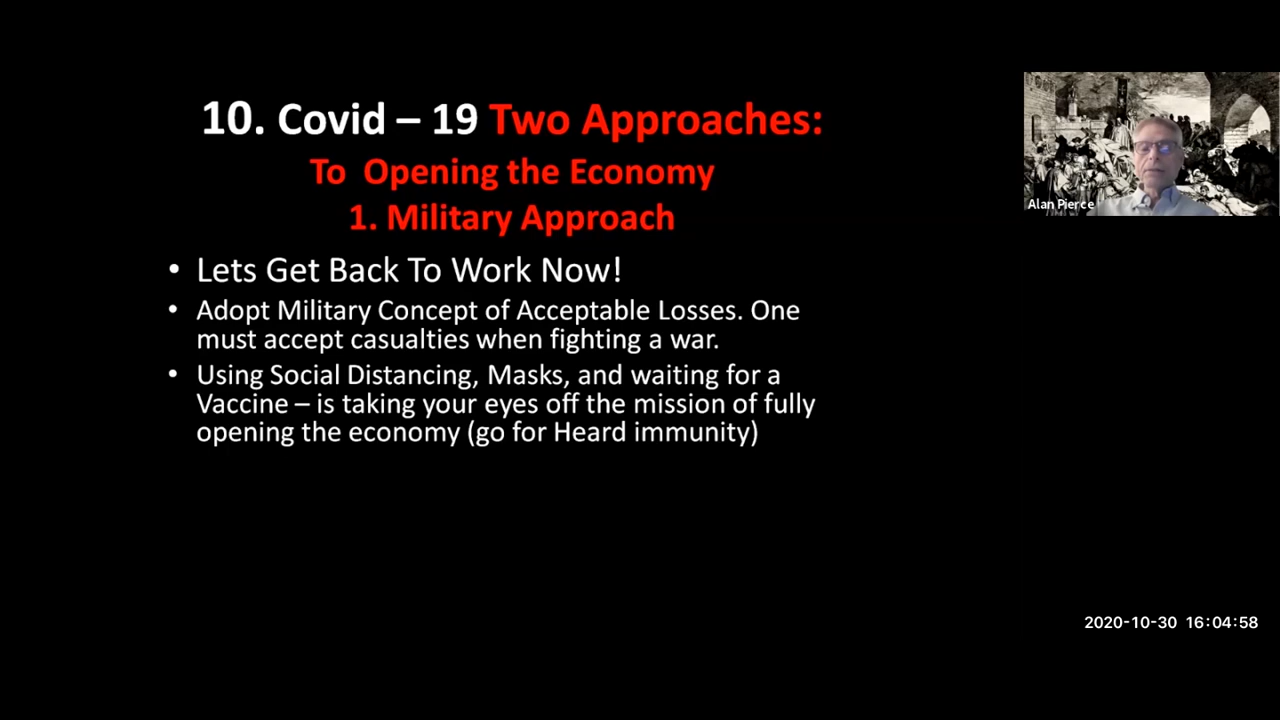 10. Covid – 19 Two Approaches:
To Opening the Economy
1. Military Approach
• Lets Get Back To Work Now!
• Adopt Military Concept of Acceptable Losses. One
must accept casualties when fighting a war.
• Using Social Distancing, Masks, and waiting for a
Vaccine – is taking your eyes off the mission of fully
opening the economy (go for Heard immunity)
Alan Pierce
2020-10-30 16:04:58